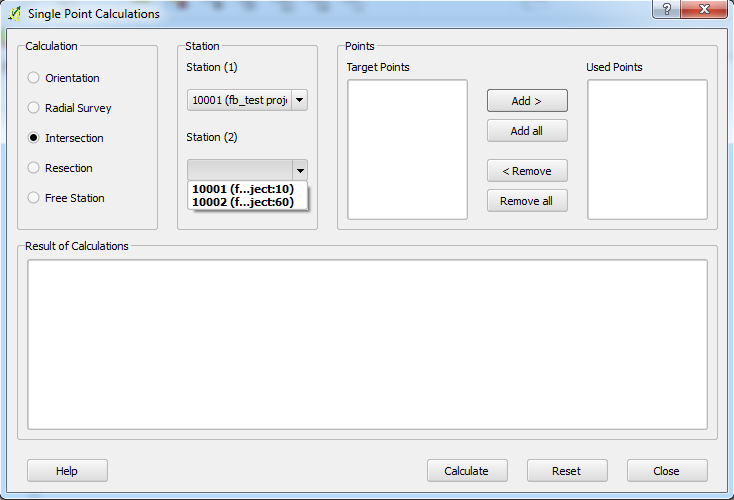 Single Point Calculations
?
Calculation
Orientation
Radial Survey
Intersection
Resection
Free Station
Station
Station (1)
10001 (fb_test proj
Station (2)
10001 (f...ject:10)
10002 (f...ject:60)
Points
Target Points
Used Points
Add >
Add all
< Remove
Remove all
Result of Calculations
Help
Calculate
Reset
Close